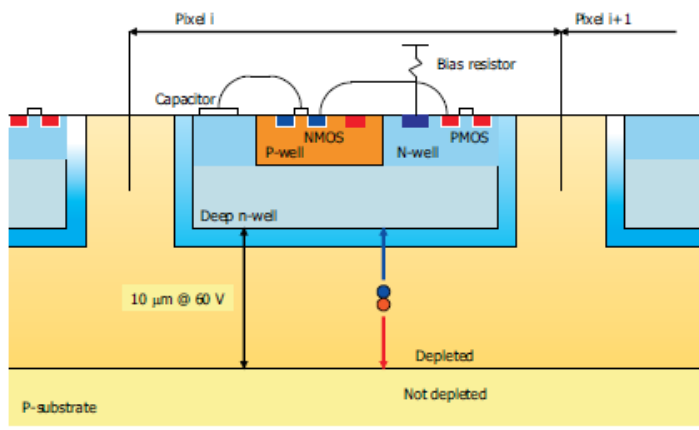 Pixel i
Pixel i+1
Bias resistor
Capacitor
NMOS
PMOS
P-well
N-well
Deep n-well
10 μm @ 60 V
Depleted
Not depleted
P-substrate